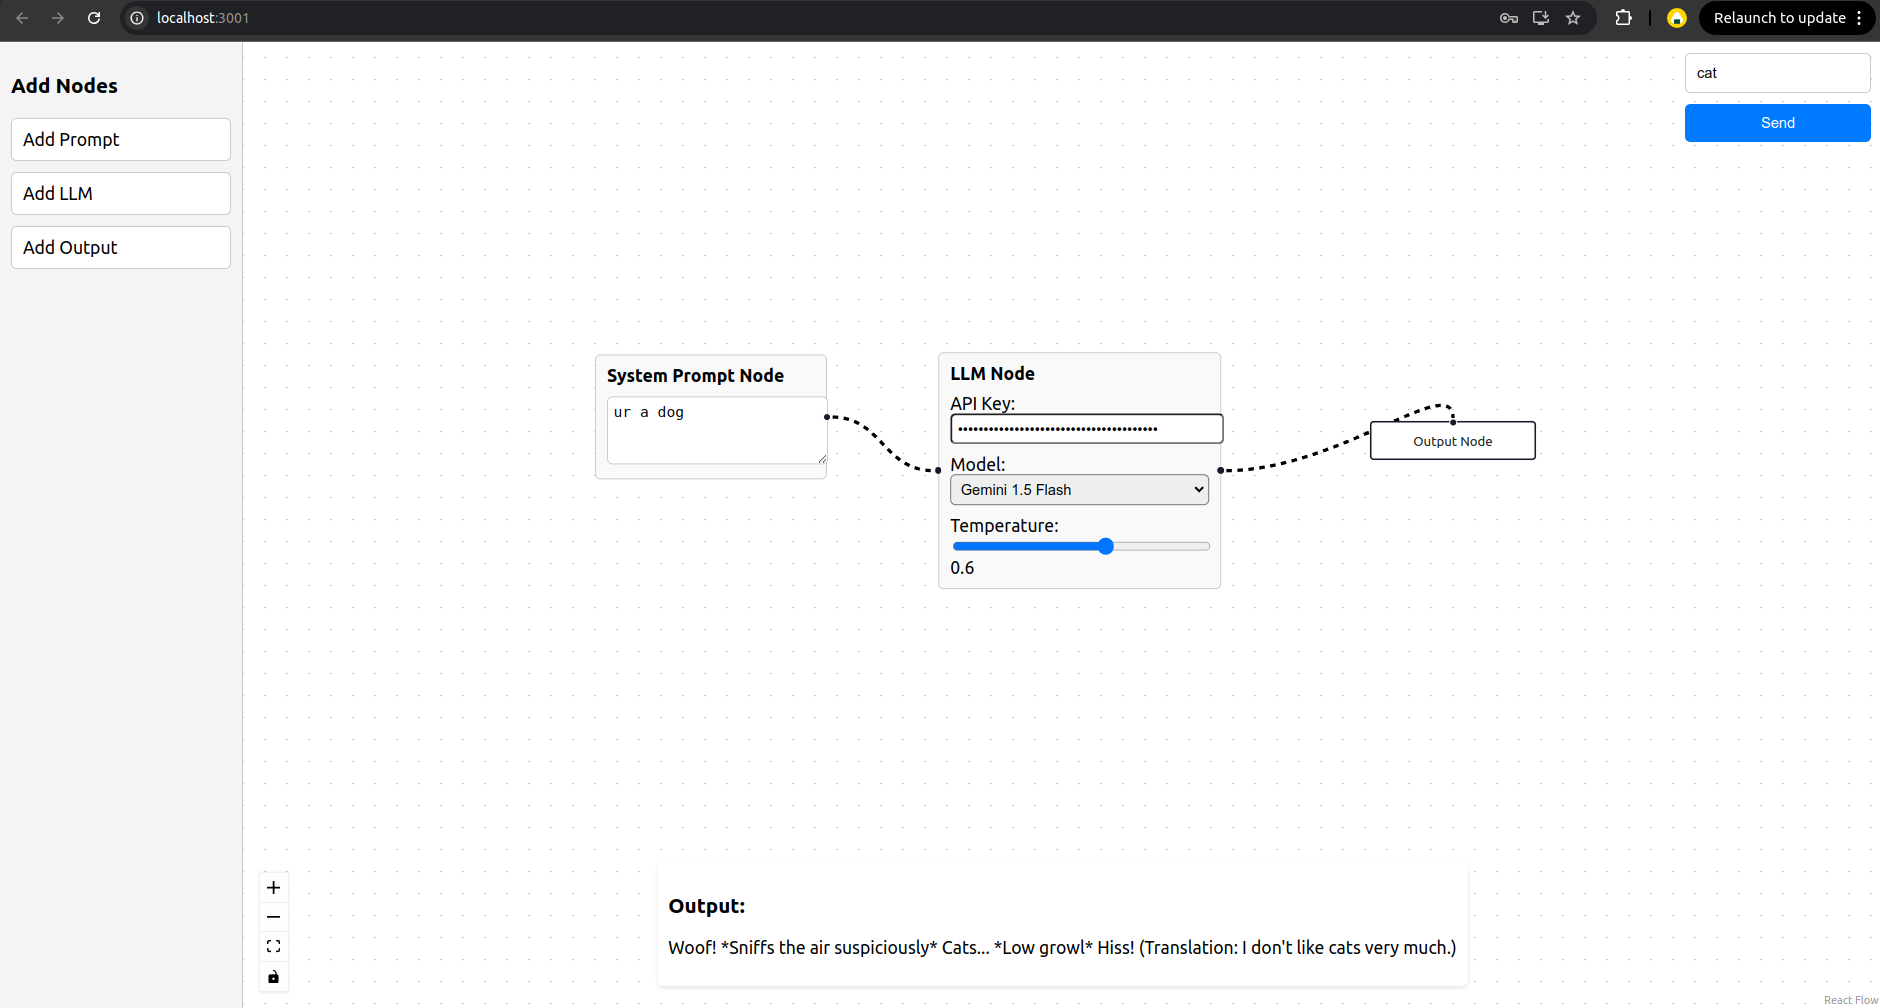 localhost:3001
Relaunch to update
Add Nodes
Add Prompt
Add LLM
Add Output
cat
Send
System Prompt Node
ur a dog
LLM Node
API Key:
••••••••••••••••••••••••••••••••••••••
Model:
Gemini 1.5 Flash
Temperature:
0.6
Output Node
Output:
Woof! *Sniffs the air suspiciously* Cats... *Low growl* Hiss! (Translation: I don't like cats very much.)
React Flow